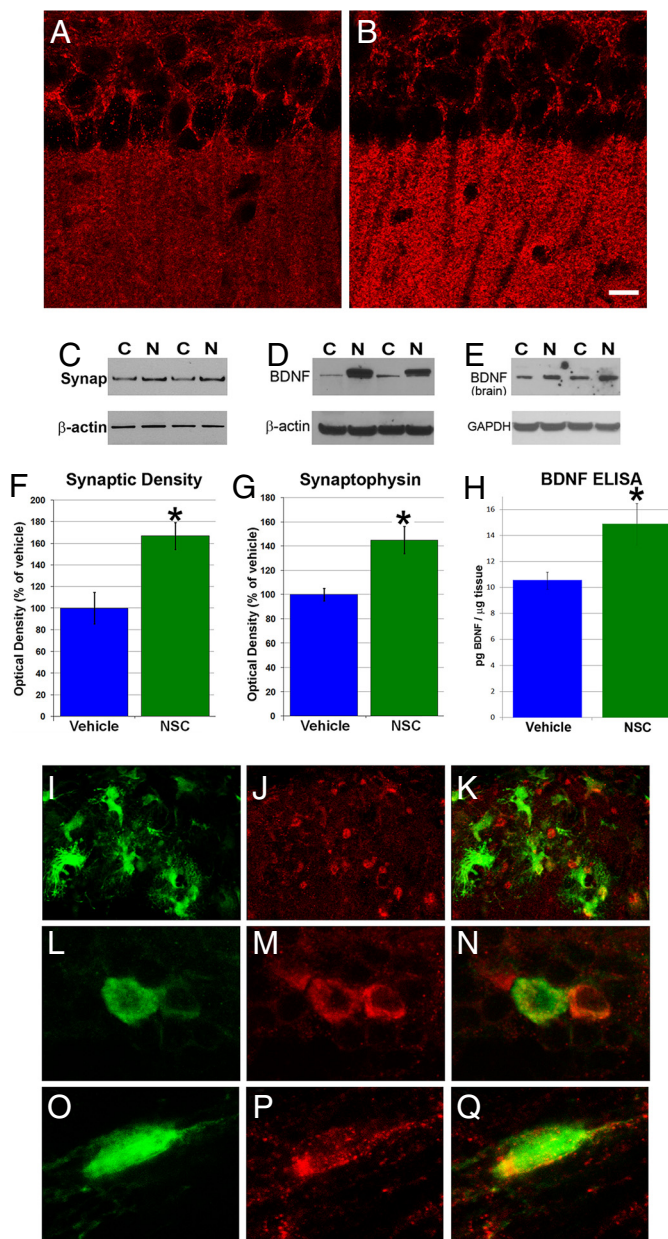 A B
C D E
C N C N
C N C N
C N C N
Synap
BDNF
BDNF
(brain)
β-actin
β-actin
GAPDH
F G H
Synaptic Density
Synaptophysin
BDNF ELISA
Optical Density (% of vehicle)
200
180
160
140
120
100
80
60
40
20
0
*
Vehicle NSC
Optical Density (% of vehicle)
180
160
140
120
100
80
60
40
20
0
*
Vehicle NSC
pg BDNF / µg tissue
16
14
12
10
8
6
4
2
0
*
Vehicle NSC
I J K
L M N
O P Q